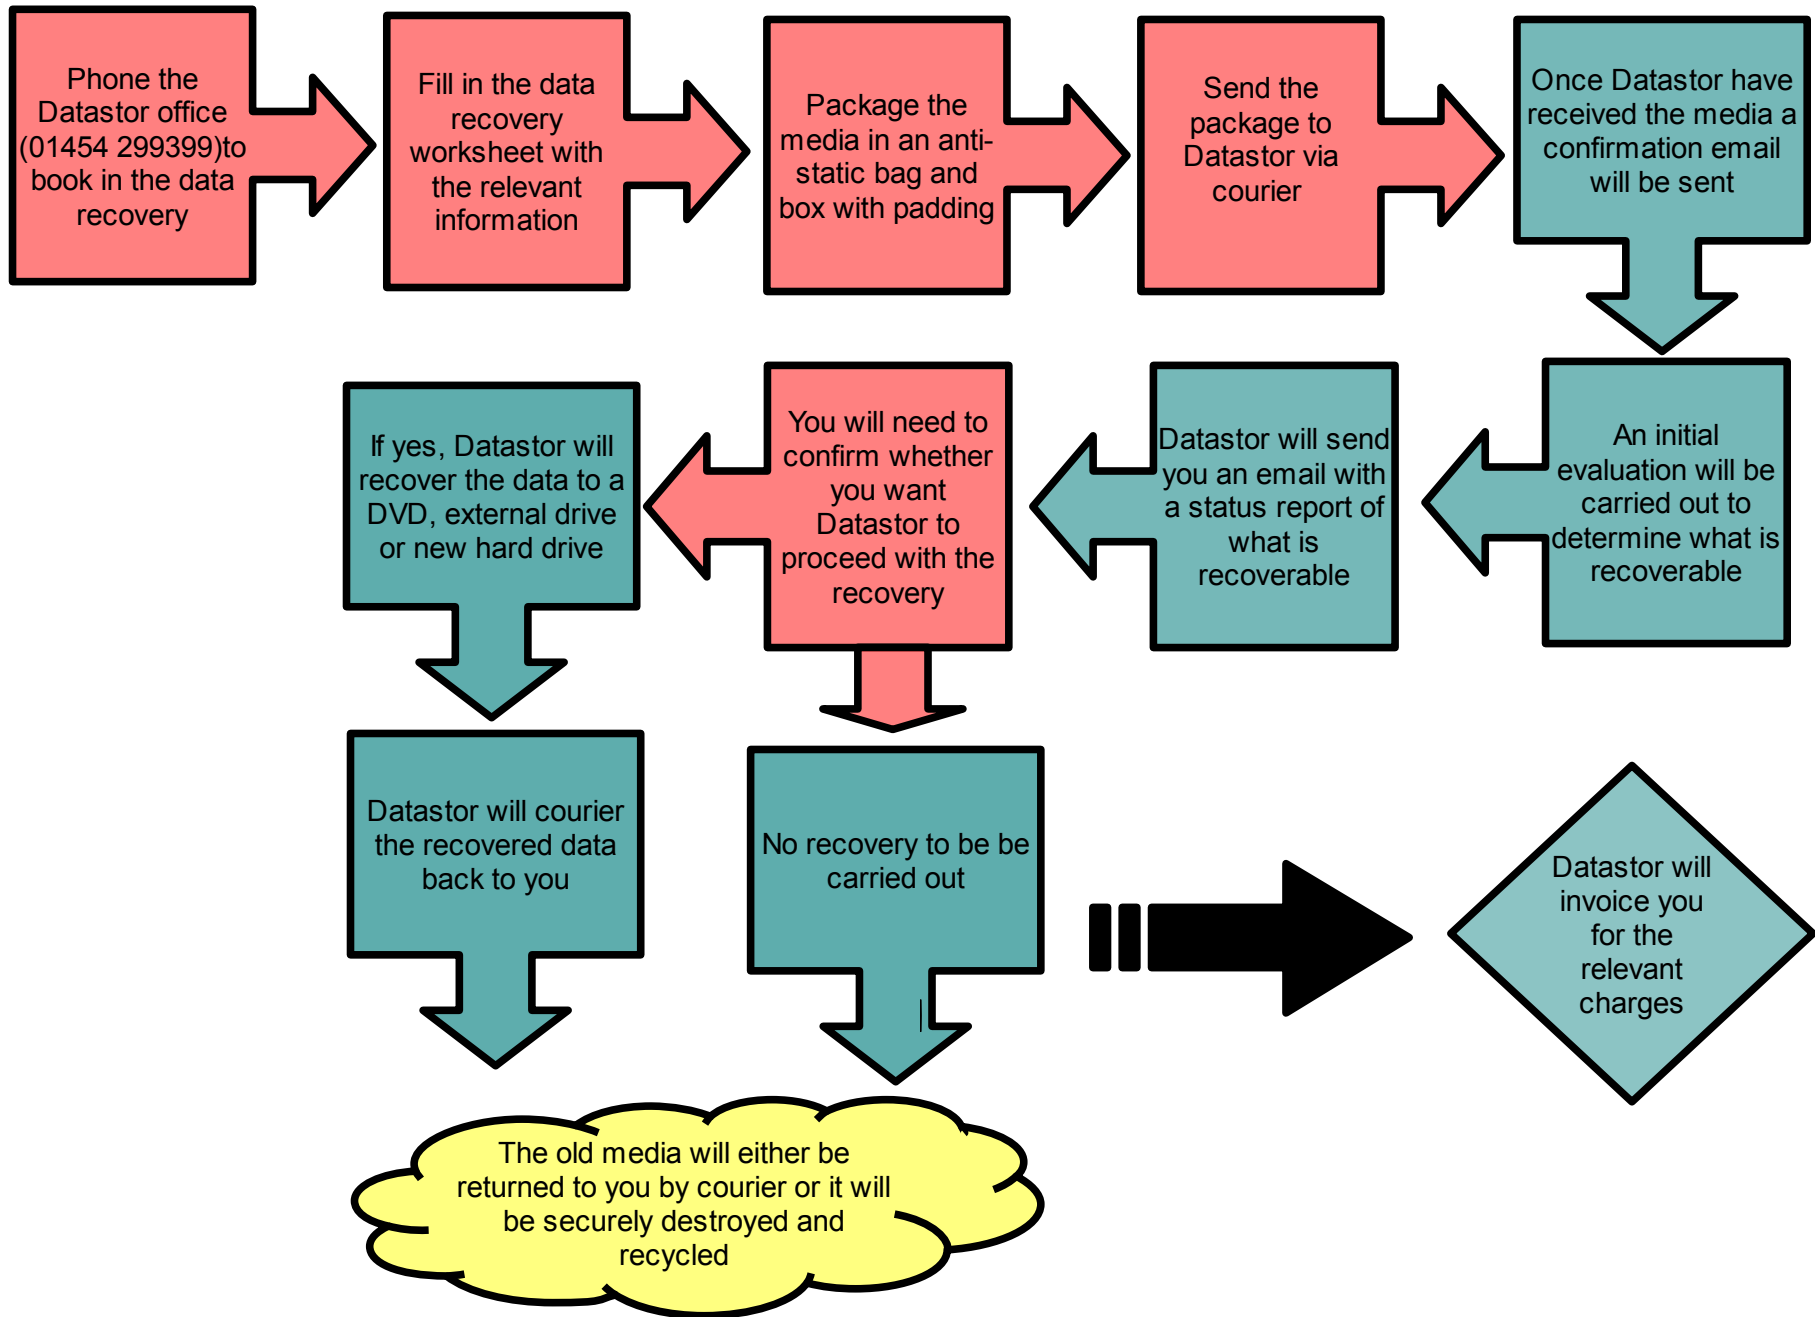 Phone the
Datastor office
(01454 299399)to
book in the data
recovery
Fill in the data
recovery
worksheet with
the relevant
information
Package the
media in an anti-
static bag and
box with padding
Send the
package to
Datastor via
courier
Once Datastor have
received the media a
confirmation email
will be sent
An initial
evaluation will be
carried out to
determine what is
recoverable
Datastor will send
you an email with
a status report of
what is
recoverable
You will need to
confirm whether
you want
Datastor to
proceed with the
recovery
If yes, Datastor will
recover the data to a
DVD, external drive
or new hard drive
Datastor will courier
the recovered data
back to you
No recovery to be be
carried out
Datastor will
invoice you
for the
relevant
charges
The old media will either be
returned to you by courier or it will
be securely destroyed and
recycled